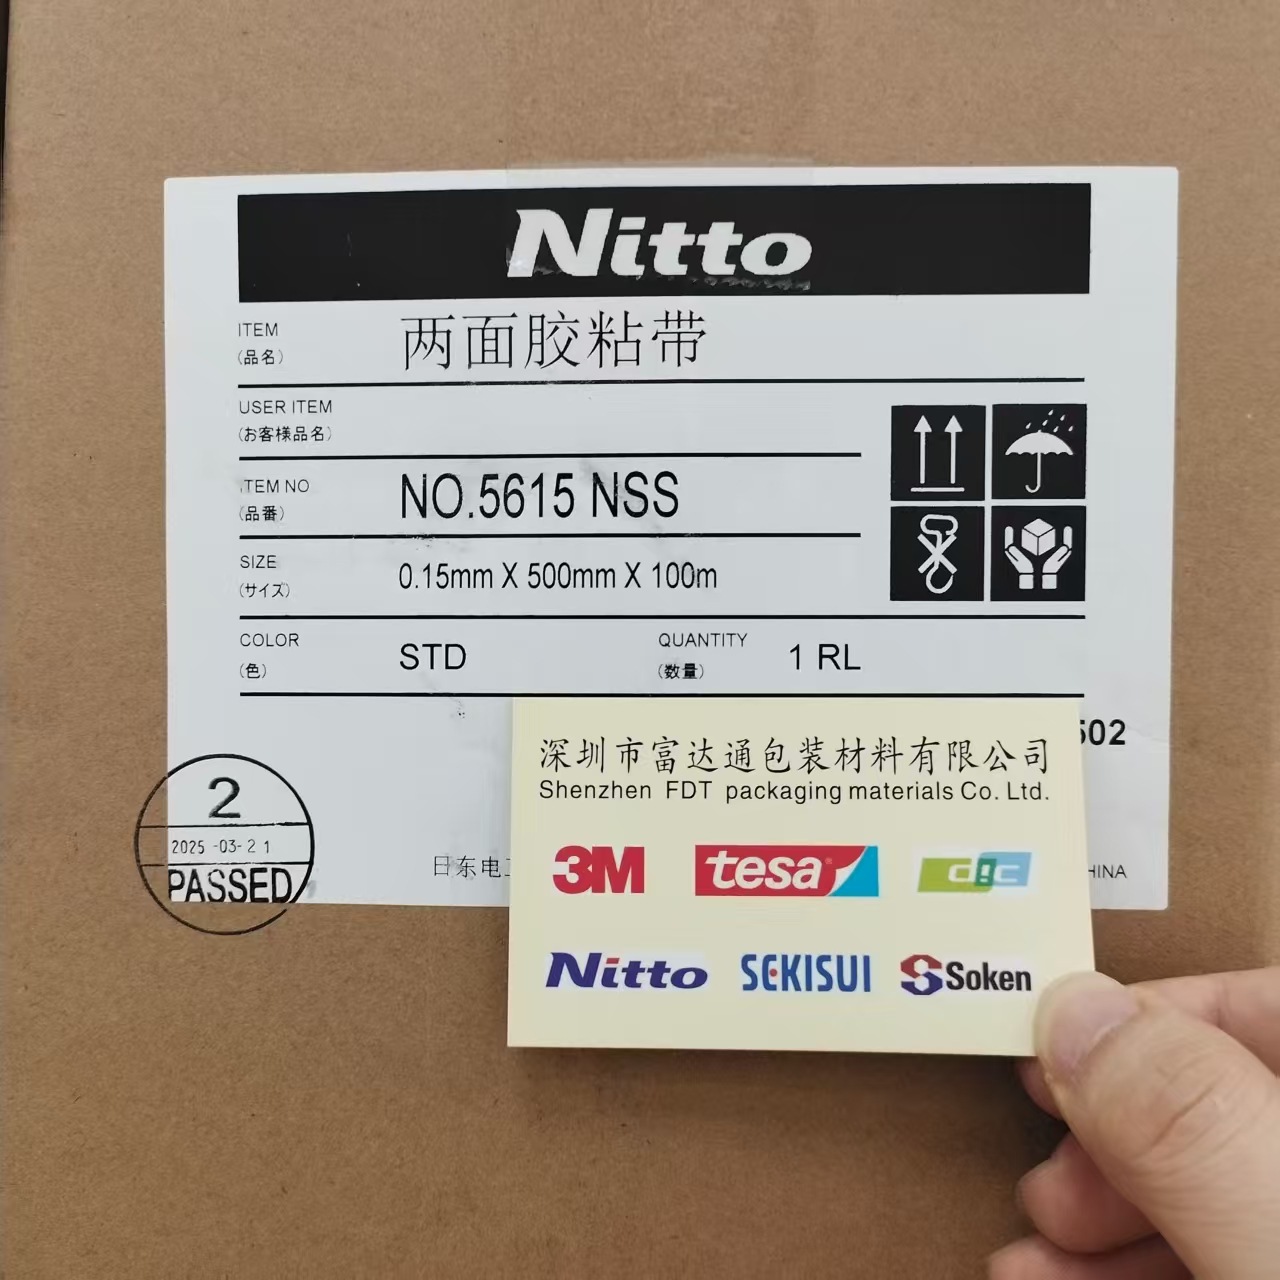 Nitto
ITEM
(品名)
两面胶粘带
USER ITEM
(お客様品名)
ITEM NO
(品番)
NO.5615 NSS
SIZE
(サイズ)
0.15mm X 500mm X 100m
COLOR
(色)
STD
QUANTITY
(数量)
1 RL
502
2
2025-03-21
PASSED
日东电
HINA
深圳市富达通包装材料有限公司
Shenzhen FDT packaging materials Co. Ltd.
3M
tesa
d!c
Nitto
SEKISUI
Soken